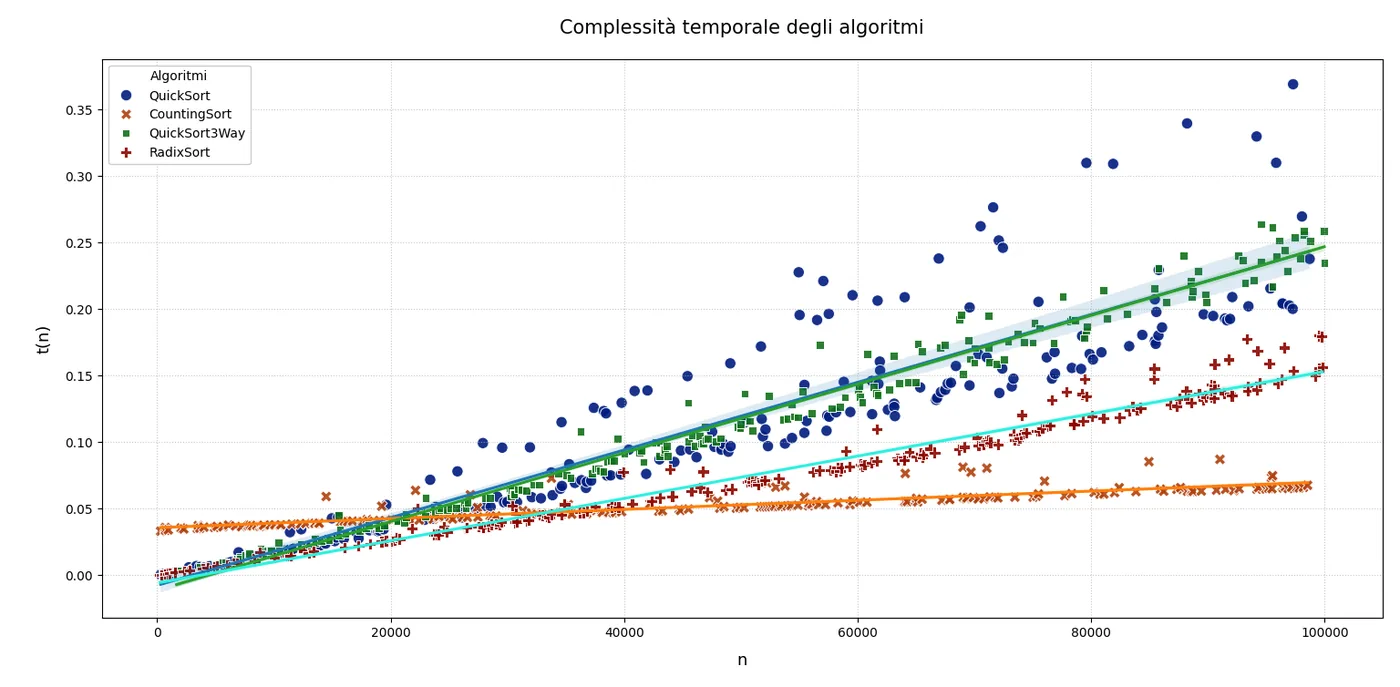 Complessità temporale degli algoritmi
Algoritmi
QuickSort
CountingSort
QuickSort3Way
RadixSort
t(n)
0.35
0.30
0.25
0.20
0.15
0.10
0.05
0.00
0 20000 40000 60000 80000 100000
n